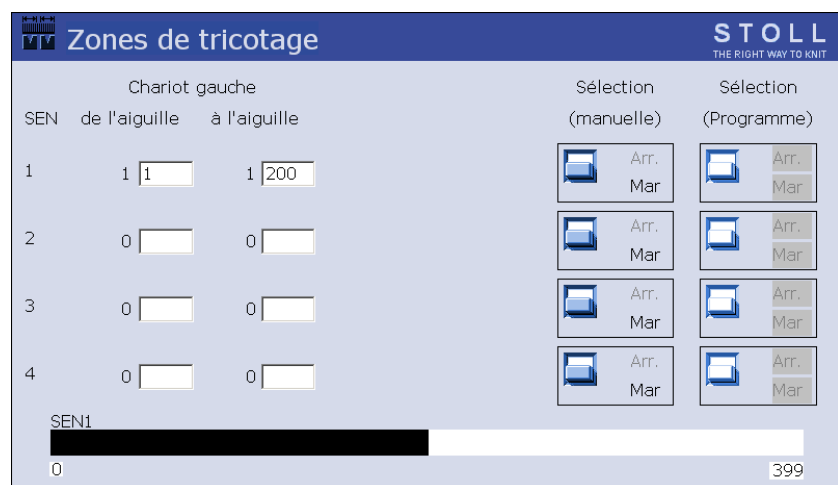 Zones de tricotage
STOLL
THE RIGHT WAY TO KNIT
Chariot gauche
Sélection
Sélection
SEN de l'aiguille à l'aiguille
(manuelle)
(Programme)
1 1 1 1 200
Arr.
Mar
Arr.
Mar
2 0 0
Arr.
Mar
Arr.
Mar
3 0 0
Arr.
Mar
Arr.
Mar
4 0 0
Arr.
Mar
Arr.
Mar
SEN1
0 399